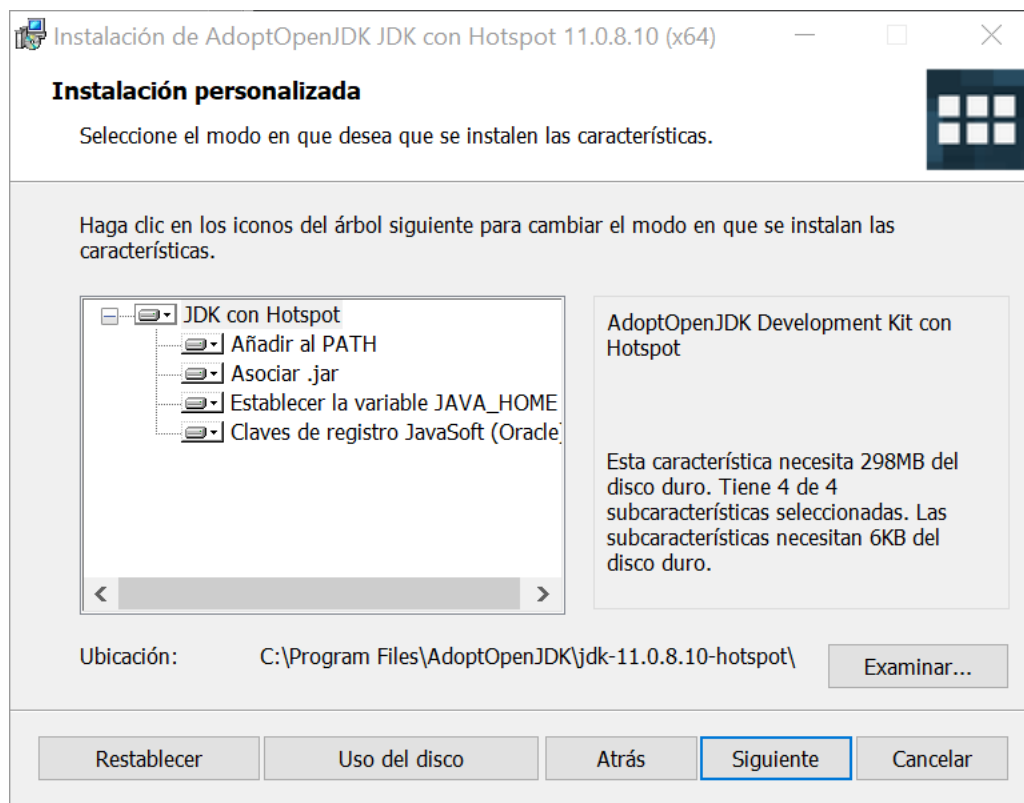 Instalación de AdoptOpenJDK JDK con Hotspot 11.0.8.10 (x64)
Instalación personalizada
Seleccione el modo en que desea que se instalen las características.
Haga clic en los iconos del árbol siguiente para cambiar el modo en que se instalan las
características.
JDK con Hotspot
Añadir al PATH
Asociar .jar
Establecer la variable JAVA_HOME
Claves de registro JavaSoft (Oracle)
AdoptOpenJDK Development Kit con
Hotspot
Esta característica necesita 298MB del
disco duro. Tiene 4 de 4
subcaracterísticas seleccionadas. Las
subcaracterísticas necesitan 6KB del
disco duro.
Ubicación:
C:\Program Files\AdoptOpenJDK\jdk-11.0.8.10-hotspot\
Examinar...
Restablecer
Uso del disco
Atrás
Siguiente
Cancelar